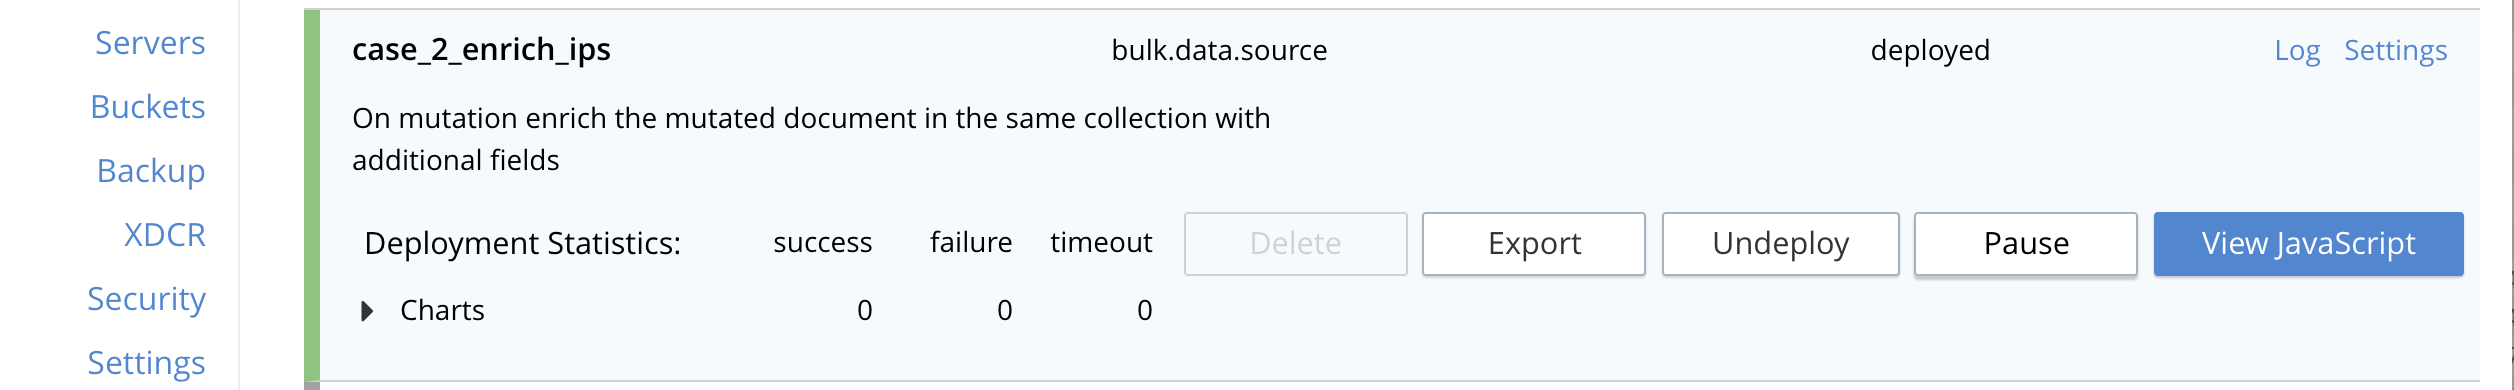 Servers
Buckets
Backup
XDCR
Security
Settings
case_2_enrich_ips bulk.data.source deployed Log Settings
On mutation enrich the mutated document in the same collection with
additional fields
Deployment Statistics: success failure timeout Delete Export Undeploy Pause View JavaScript
Charts 0 0 0